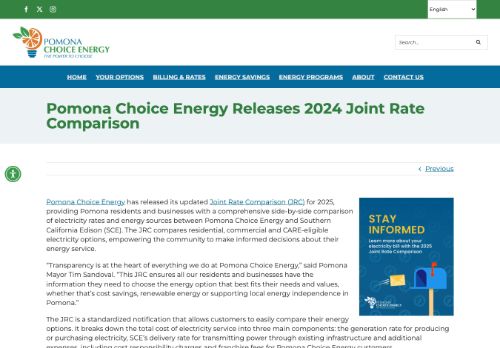 English
POMONA
CHOICE ENERGY
THE POWER TO CHOOSE
Search...
HOME YOUR OPTIONS BILLING & RATES ENERGY SAVINGS ENERGY PROGRAMS ABOUT CONTACT US
Pomona Choice Energy Releases 2024 Joint Rate
Comparison
Previous
Pomona Choice Energy has released its updated Joint Rate Comparison (JRC) for 2025,
providing Pomona residents and businesses with a comprehensive side-by-side comparison
of electricity rates and energy sources between Pomona Choice Energy and Southern
California Edison (SCE). The JRC compares residential, commercial and CARE-eligible
electricity options, empowering the community to make informed decisions about their
energy service.
STAY
INFORMED
Learn more about your
electricity bill with the 2025
Joint Rate Comparison
POMONA
CHOICE ENERGY
"Transparency is at the heart of everything we do at Pomona Choice Energy," said Pomona
Mayor Tim Sandoval. "This JRC ensures all our residents and businesses have the
information they need to choose the energy option that best fits their needs and values,
whether that's cost savings, renewable energy or supporting local energy independence in
Pomona."
The JRC is a standardized notification that allows customers to easily compare their energy
options. It breaks down the total cost of electricity service into three main components: the generation rate for producing
or purchasing electricity, SCE's delivery rate for transmitting power through existing infrastructure and additional
expenses, including cost responsibility charges and franchise fees for Pomona Choice Energy customers.